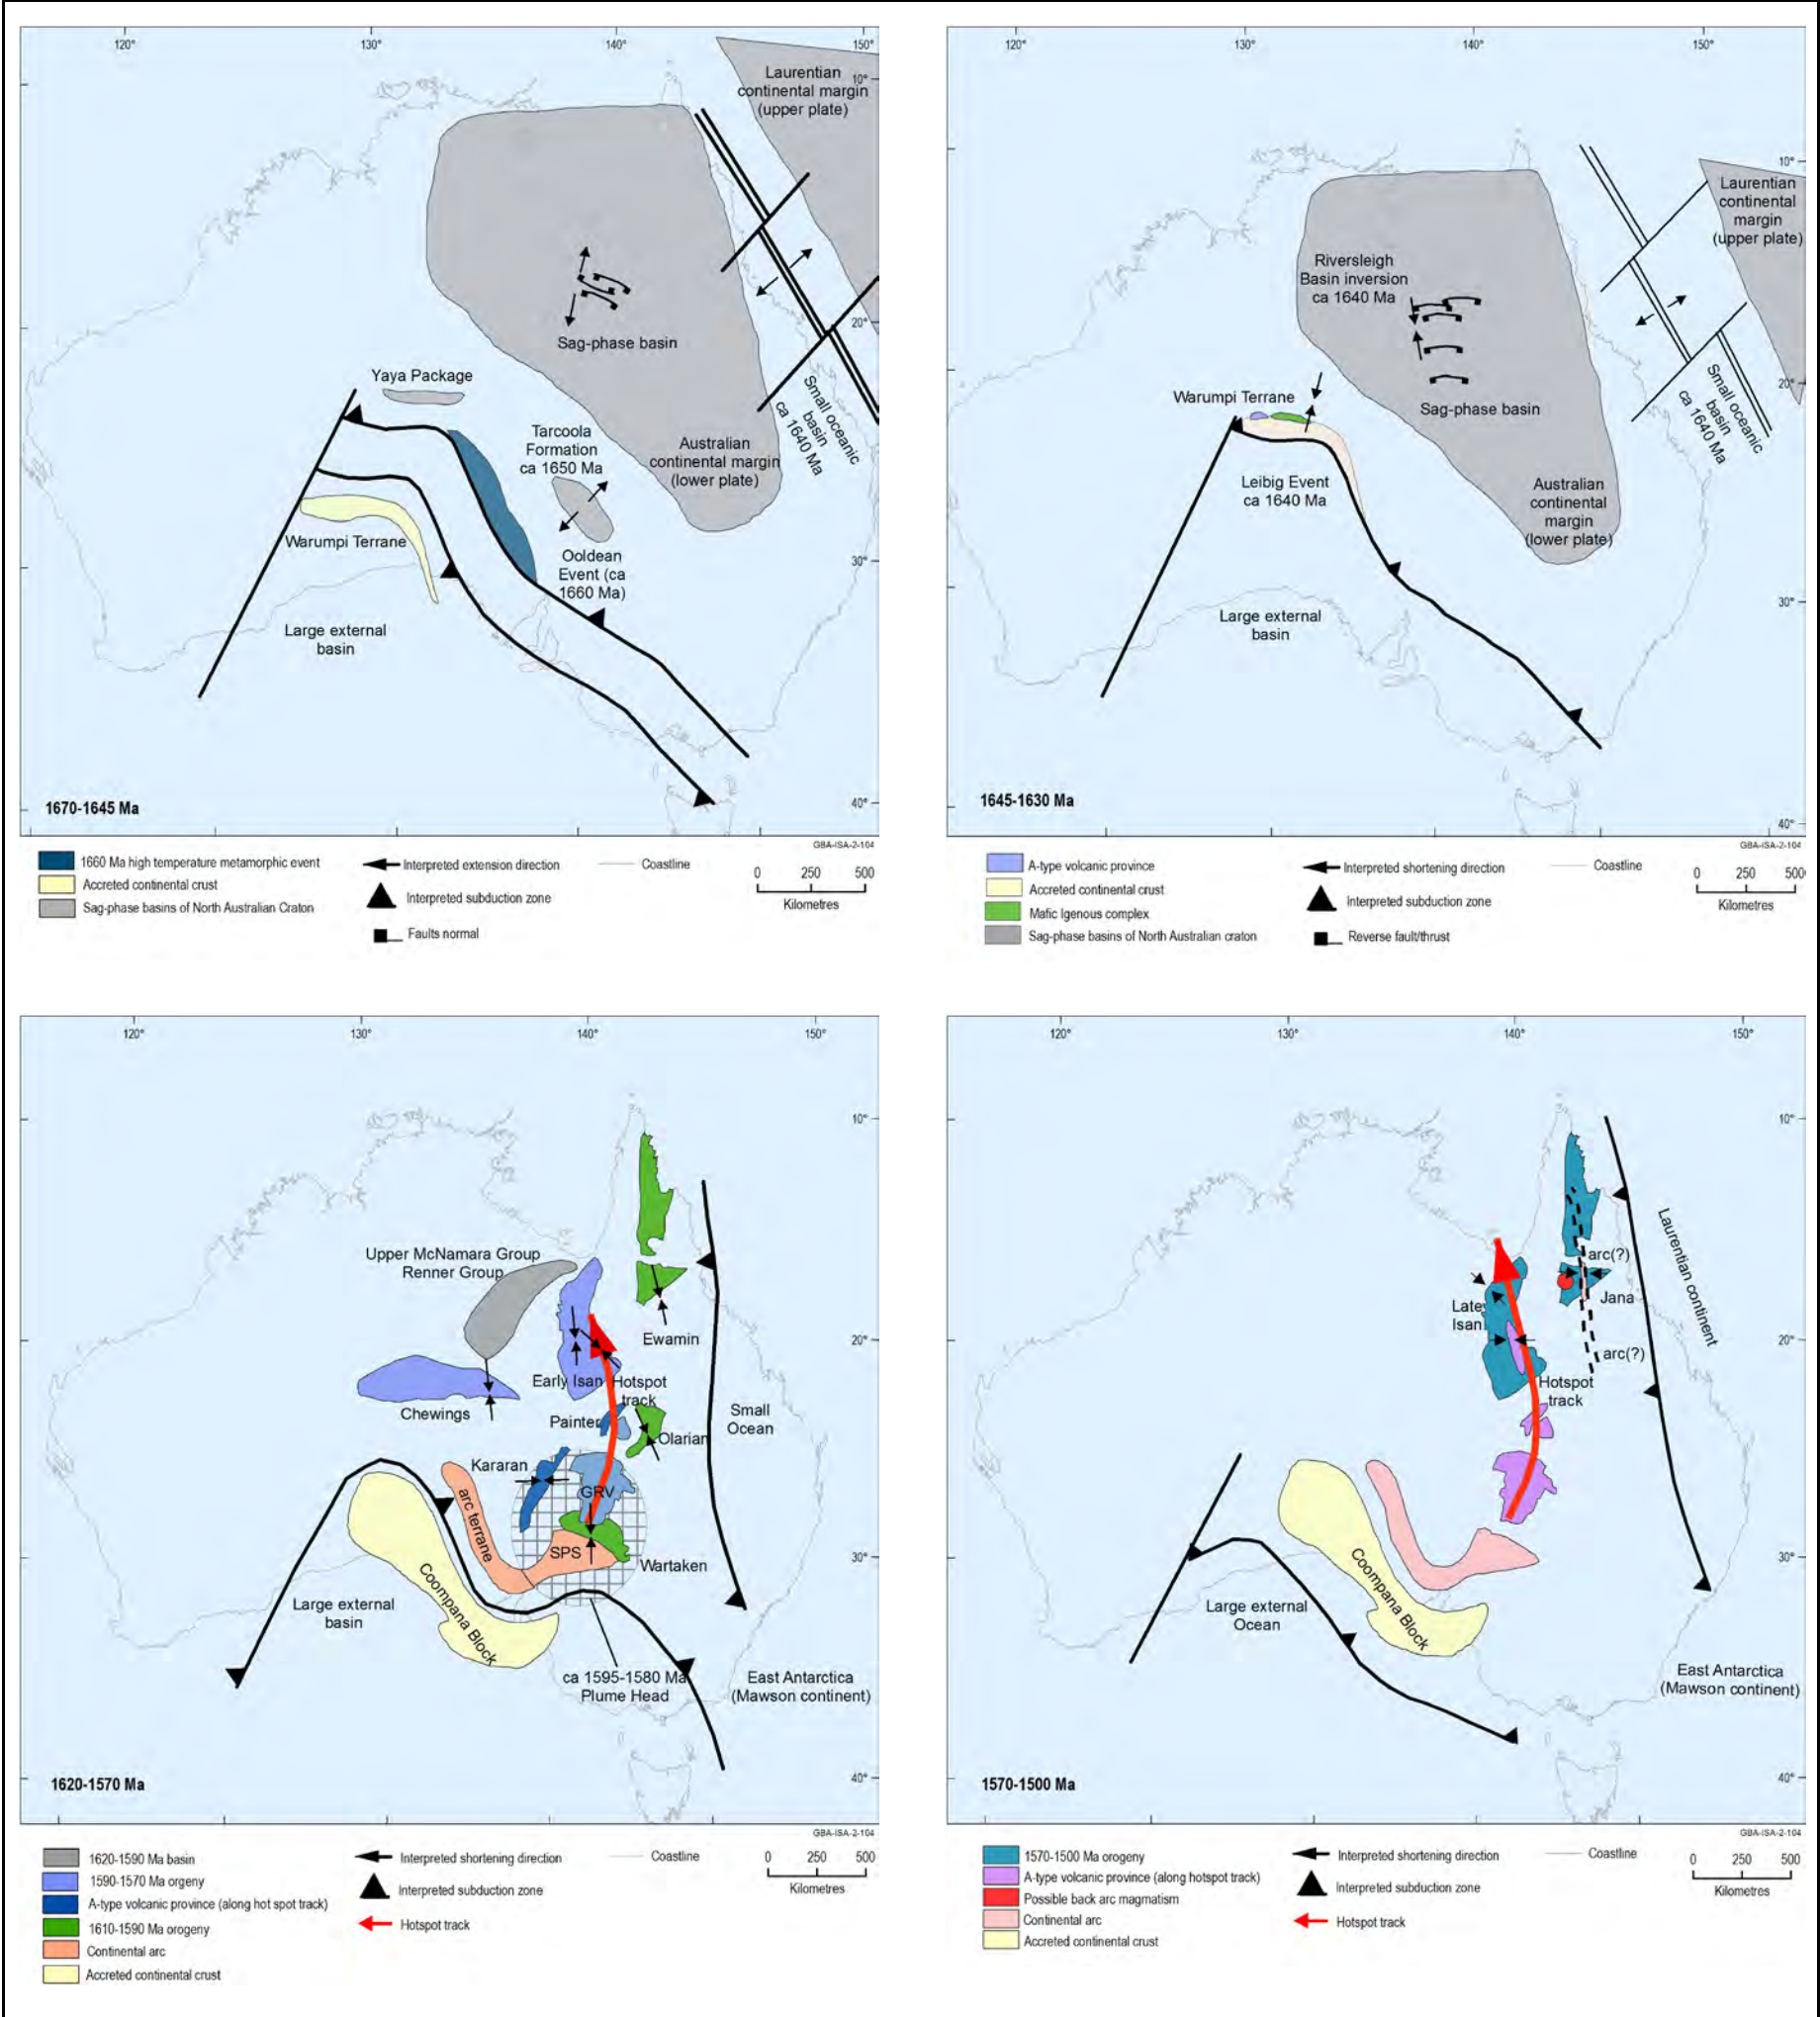 120°
130°
140°
150°
Laurentian
continental margin
(upper plate)
10°
Sag-phase basin
20°
Small oceanic
basin
ca 1640 Ma
Yaya Package
Tarcoola
Formation
ca 1650 Ma
Australian
continental margin
(lower plate)
Warumpi Terrane
Ooldean
Event (ca
1660 Ma)
30°
Large external
basin
1670-1645 Ma
40°
GBA-ISA-2-104
1660 Ma high temperature metamorphic event
Accreted continental crust
Sag-phase basins of North Australian Craton
Interpreted extension direction
Interpreted subduction zone
Faults normal
Coastline
0 250 500
Kilometres
120°
130°
140°
150°
10°
Laurentian
continental
margin
(upper plate)
Riversleigh
Basin inversion
ca 1640 Ma
20°
Small oceanic
basin
ca 1640 Ma
Warumpi Terrane
Sag-phase basin
Leibig Event
ca 1640 Ma
Australian
continental
margin
(lower plate)
30°
Large external
basin
1645-1630 Ma
40°
GBA-ISA-2-104
A-type volcanic province
Accreted continental crust
Mafic Igenous complex
Sag-phase basins of North Australian craton
Interpreted shortening direction
Interpreted subduction zone
Reverse fault/thrust
Coastline
0 250 500
Kilometres
120°
130°
140°
150°
10°
Upper McNamara Group
Renner Group
Ewamin
20°
Early Isan
Hotspot
track
Chewings
Painter
Olarian
Small
Ocean
Kararan
GRV
arc terrane
SPS
Wartaken
30°
Coompana Block
Large external
basin
ca 1595-1580 Ma
Plume Head
East Antarctica
(Mawson continent)
1620-1570 Ma
40°
GBA-ISA-2-104
1620-1590 Ma basin
1590-1570 Ma orgeny
A-type volcanic province (along hot spot track)
1610-1590 Ma orogeny
Continental arc
Accreted continental crust
Interpreted shortening direction
Interpreted subduction zone
Hotspot track
Coastline
0 250 500
Kilometres
120°
130°
140°
150°
10°
Laurentian continent
arc(?)
Jana
Late
Isan
20°
arc(?)
Hotspot
track
30°
Coompana Block
Large external
Ocean
East Antarctica
(Mawson continent)
1570-1500 Ma
40°
GBA-ISA-2-104
1570-1500 Ma orogeny
A-type volcanic province (along hotspot track)
Possible back arc magmatism
Continental arc
Accreted continental crust
Interpreted shortening direction
Interpreted subduction zone
Hotspot track
Coastline
0 250 500
Kilometres